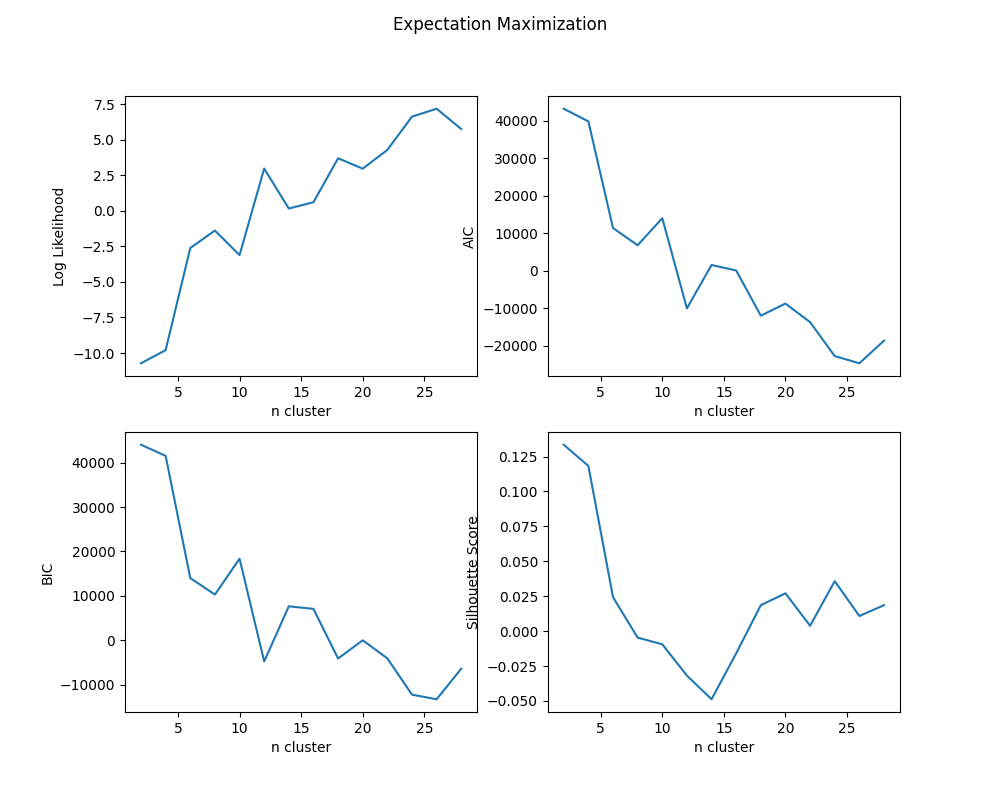 Expectation Maximization
7.5
5.0
2.5
0.0
−2.5
−5.0
−7.5
−10.0
Log Likelihood
5 10 15 20 25
n cluster
40000
30000
20000
10000
0
−10000
−20000
AIC
5 10 15 20 25
n cluster
40000
30000
20000
10000
0
−10000
BIC
5 10 15 20 25
n cluster
0.125
0.100
0.075
0.050
0.025
0.000
−0.025
−0.050
Silhouette Score
5 10 15 20 25
n cluster